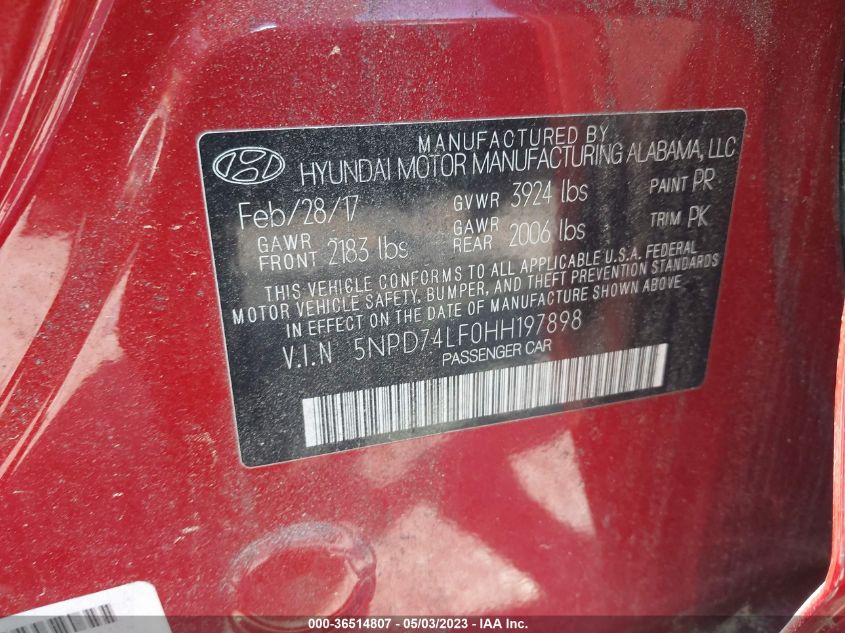 MANUFACTURED BY
HYUNDAI MOTOR MANUFACTURING ALABAMA, LLC
Feb/28/17 GVWR 3924 lbs PAINT PR
GAWR FRONT 2183 lbs GAWR REAR 2006 lbs TRIM PK
THIS VEHICLE CONFORMS TO ALL APPLICABLE U.S.A. FEDERAL
MOTOR VEHICLE SAFETY, BUMPER, AND THEFT PREVENTION STANDARDS
IN EFFECT ON THE DATE OF MANUFACTURE SHOWN ABOVE.
V.I.N 5NPD74LF0HH197898
PASSENGER CAR
000-36514807 - 05/03/2023 - IAA Inc.